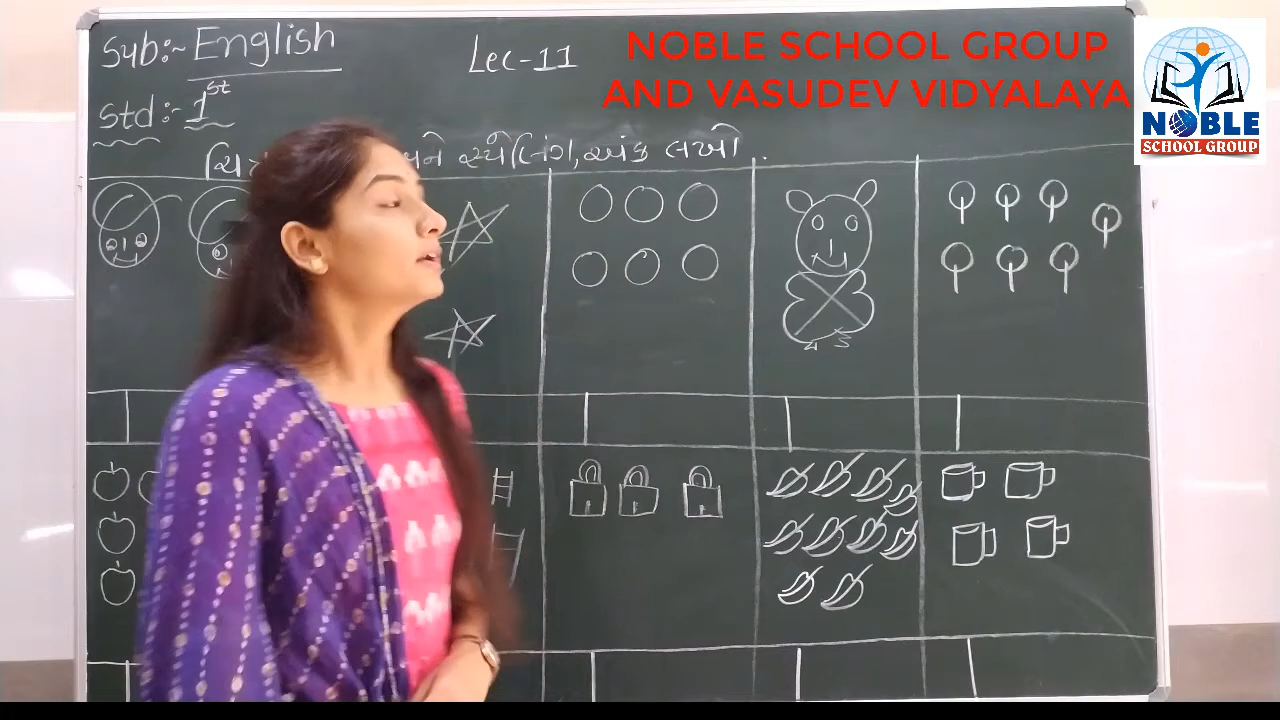 Sub:- English
Lec-11
NOBLE SCHOOL GROUP
AND VASUDEV VIDYALAYA
NOBLE
SCHOOL GROUP
Std:- 1st
સ્પેલિંગ, અંક લખો.